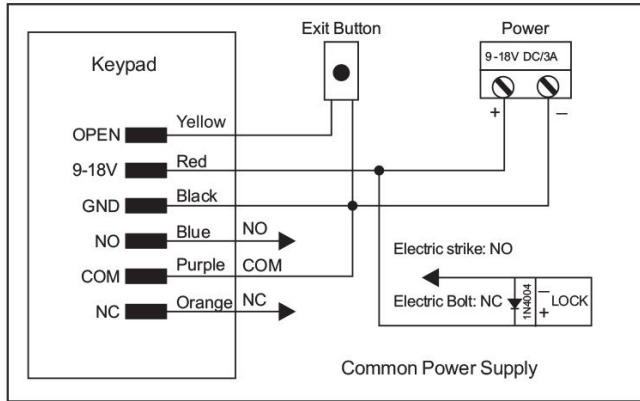 Exit Button
Power
Keypad
9-18V DC/3A
+ −
OPEN Yellow
9-18V Red
GND Black
NO Blue NO
COM Purple COM
NC Orange NC
Electric strike: NO
Electric Bolt: NC
1N4004
−
+
LOCK
Common Power Supply